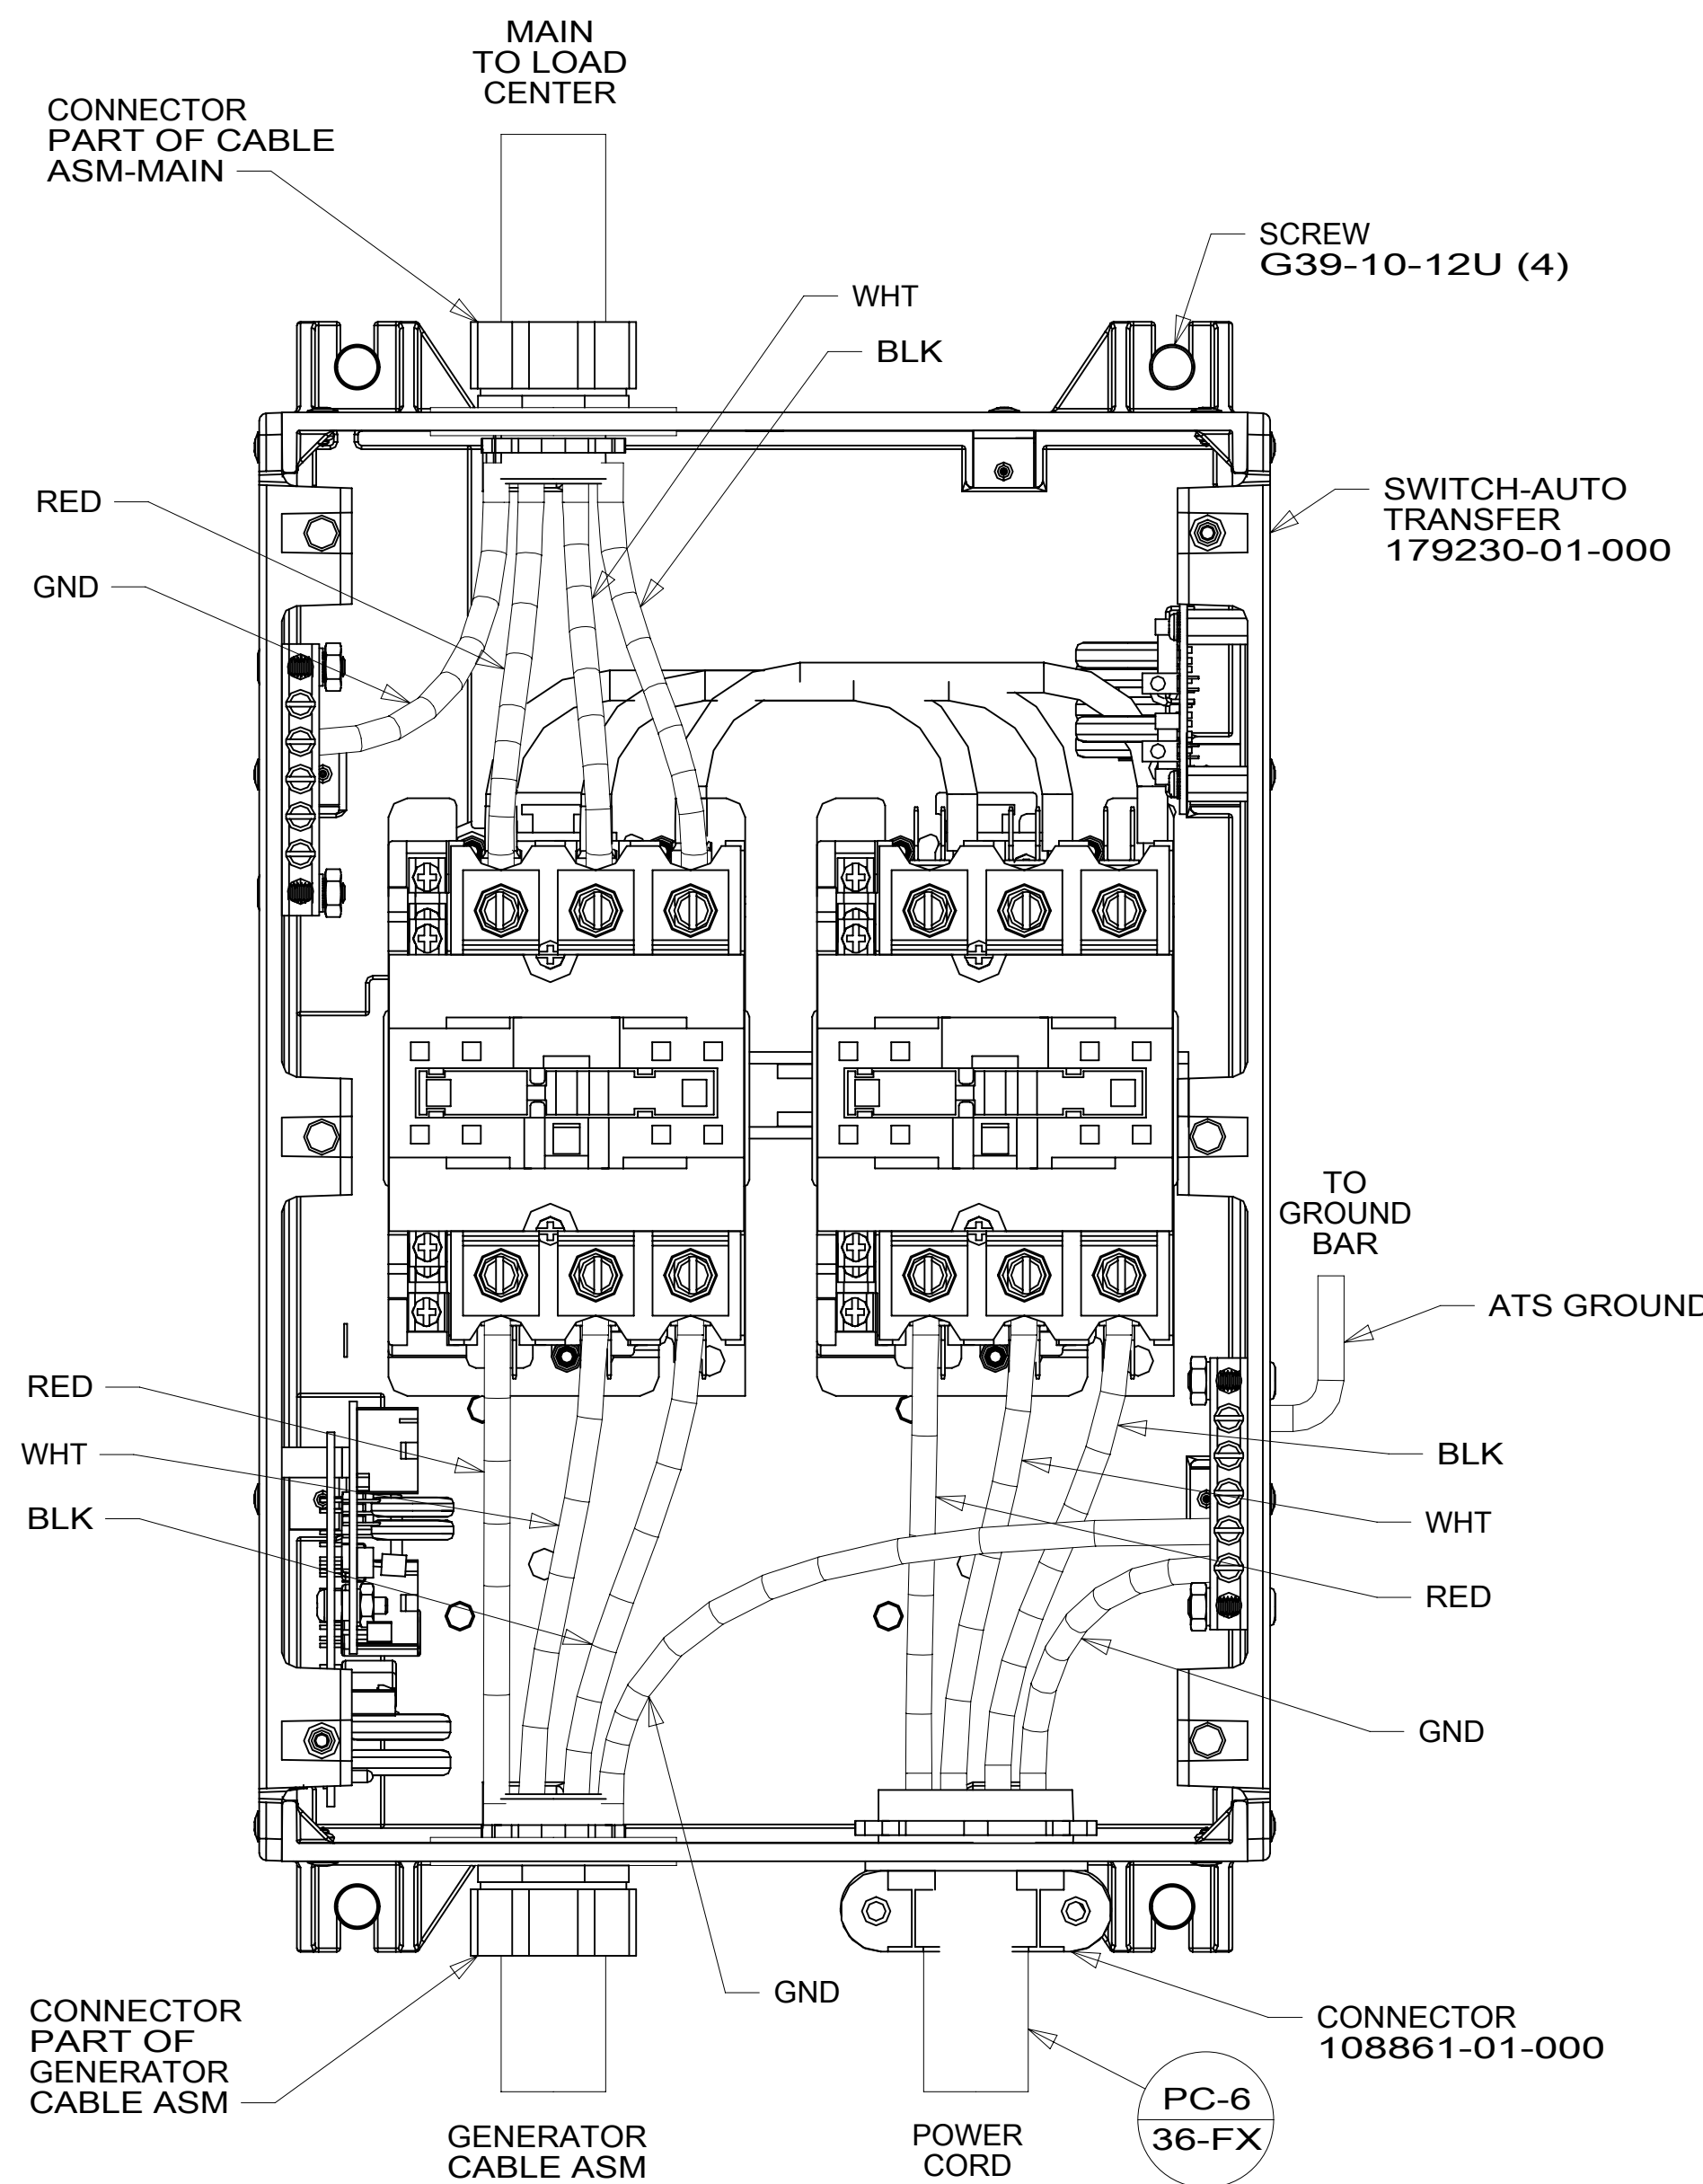 MAIN
TO LOAD
CENTER
CONNECTOR
PART OF CABLE
ASM-MAIN
SCREW
G39-10-12U (4)
WHT
BLK
RED
GND
SWITCH-AUTO
TRANSFER
179230-01-000
TO
GROUND
BAR
ATS GROUND
RED
WHT
BLK
BLK
WHT
RED
GND
GND
CONNECTOR
PART OF
GENERATOR
CABLE ASM
GENERATOR
CABLE ASM
POWER
CORD
CONNECTOR
108861-01-000
PC-6
36-FX